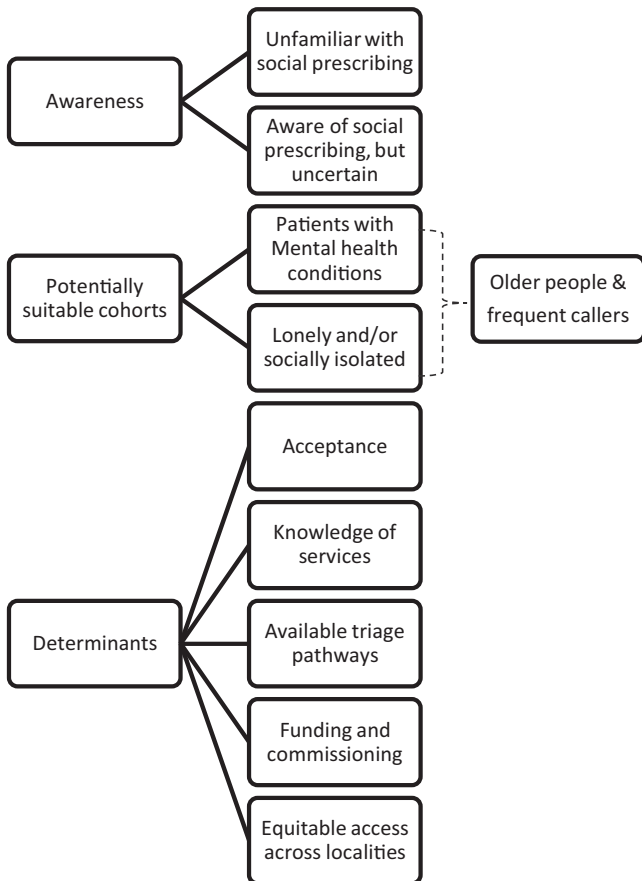 Awareness
Unfamiliar with
social prescribing
Aware of social
prescribing, but
uncertain
Potentially
suitable cohorts
Patients with
Mental health
conditions
Lonely and/or
socially isolated
Older people &
frequent callers
Determinants
Acceptance
Knowledge of
services
Available triage
pathways
Funding and
commissioning
Equitable access
across localities